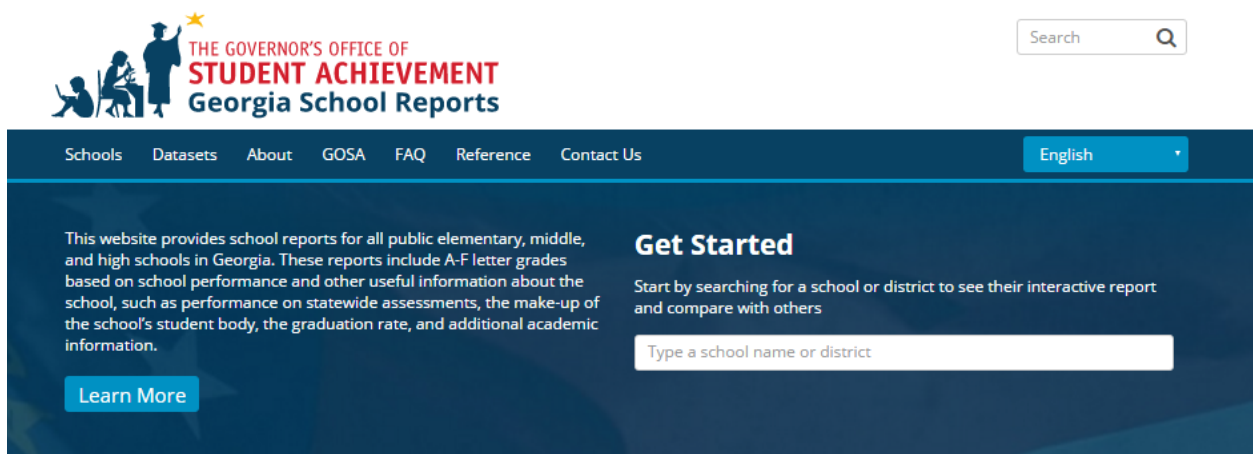 THE GOVERNOR'S OFFICE OF
STUDENT ACHIEVEMENT
Georgia School Reports
Search
Schools Datasets About GOSA FAQ Reference Contact Us
English
This website provides school reports for all public elementary, middle,
and high schools in Georgia. These reports include A-F letter grades
based on school performance and other useful information about the
school, such as performance on statewide assessments, the make-up of
the school's student body, the graduation rate, and additional academic
information.
Learn More
Get Started
Start by searching for a school or district to see their interactive report
and compare with others
Type a school name or district